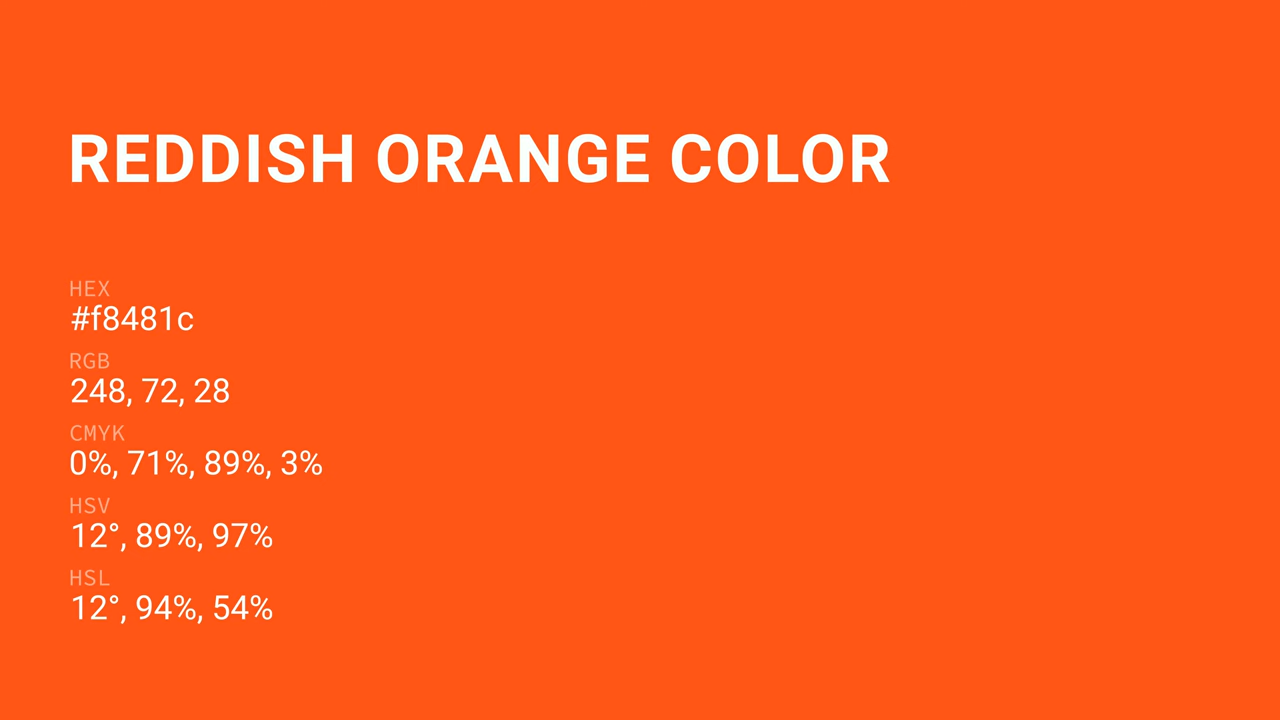 REDDISH ORANGE COLOR
HEX
#f8481c
RGB
248, 72, 28
CMYK
0%, 71%, 89%, 3%
HSV
12°, 89%, 97%
HSL
12°, 94%, 54%